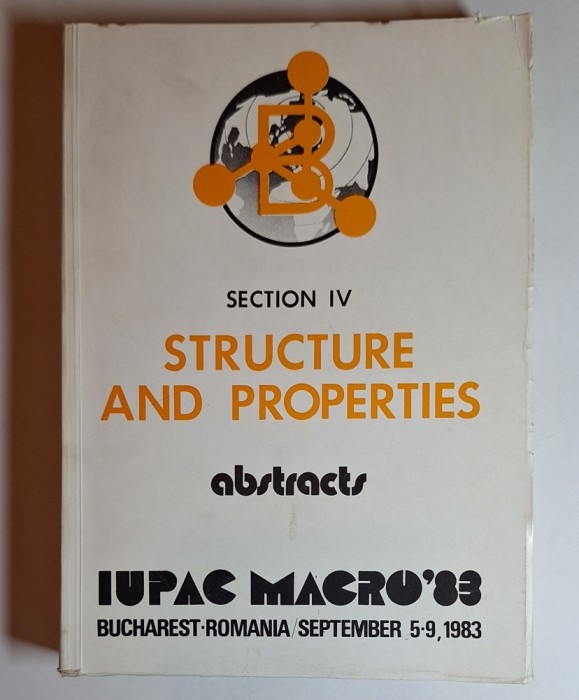 B
SECTION IV
STRUCTURE
AND PROPERTIES
abstracts
IUPAC MACRO'83
BUCHAREST·ROMANIA/SEPTEMBER 5-9, 1983